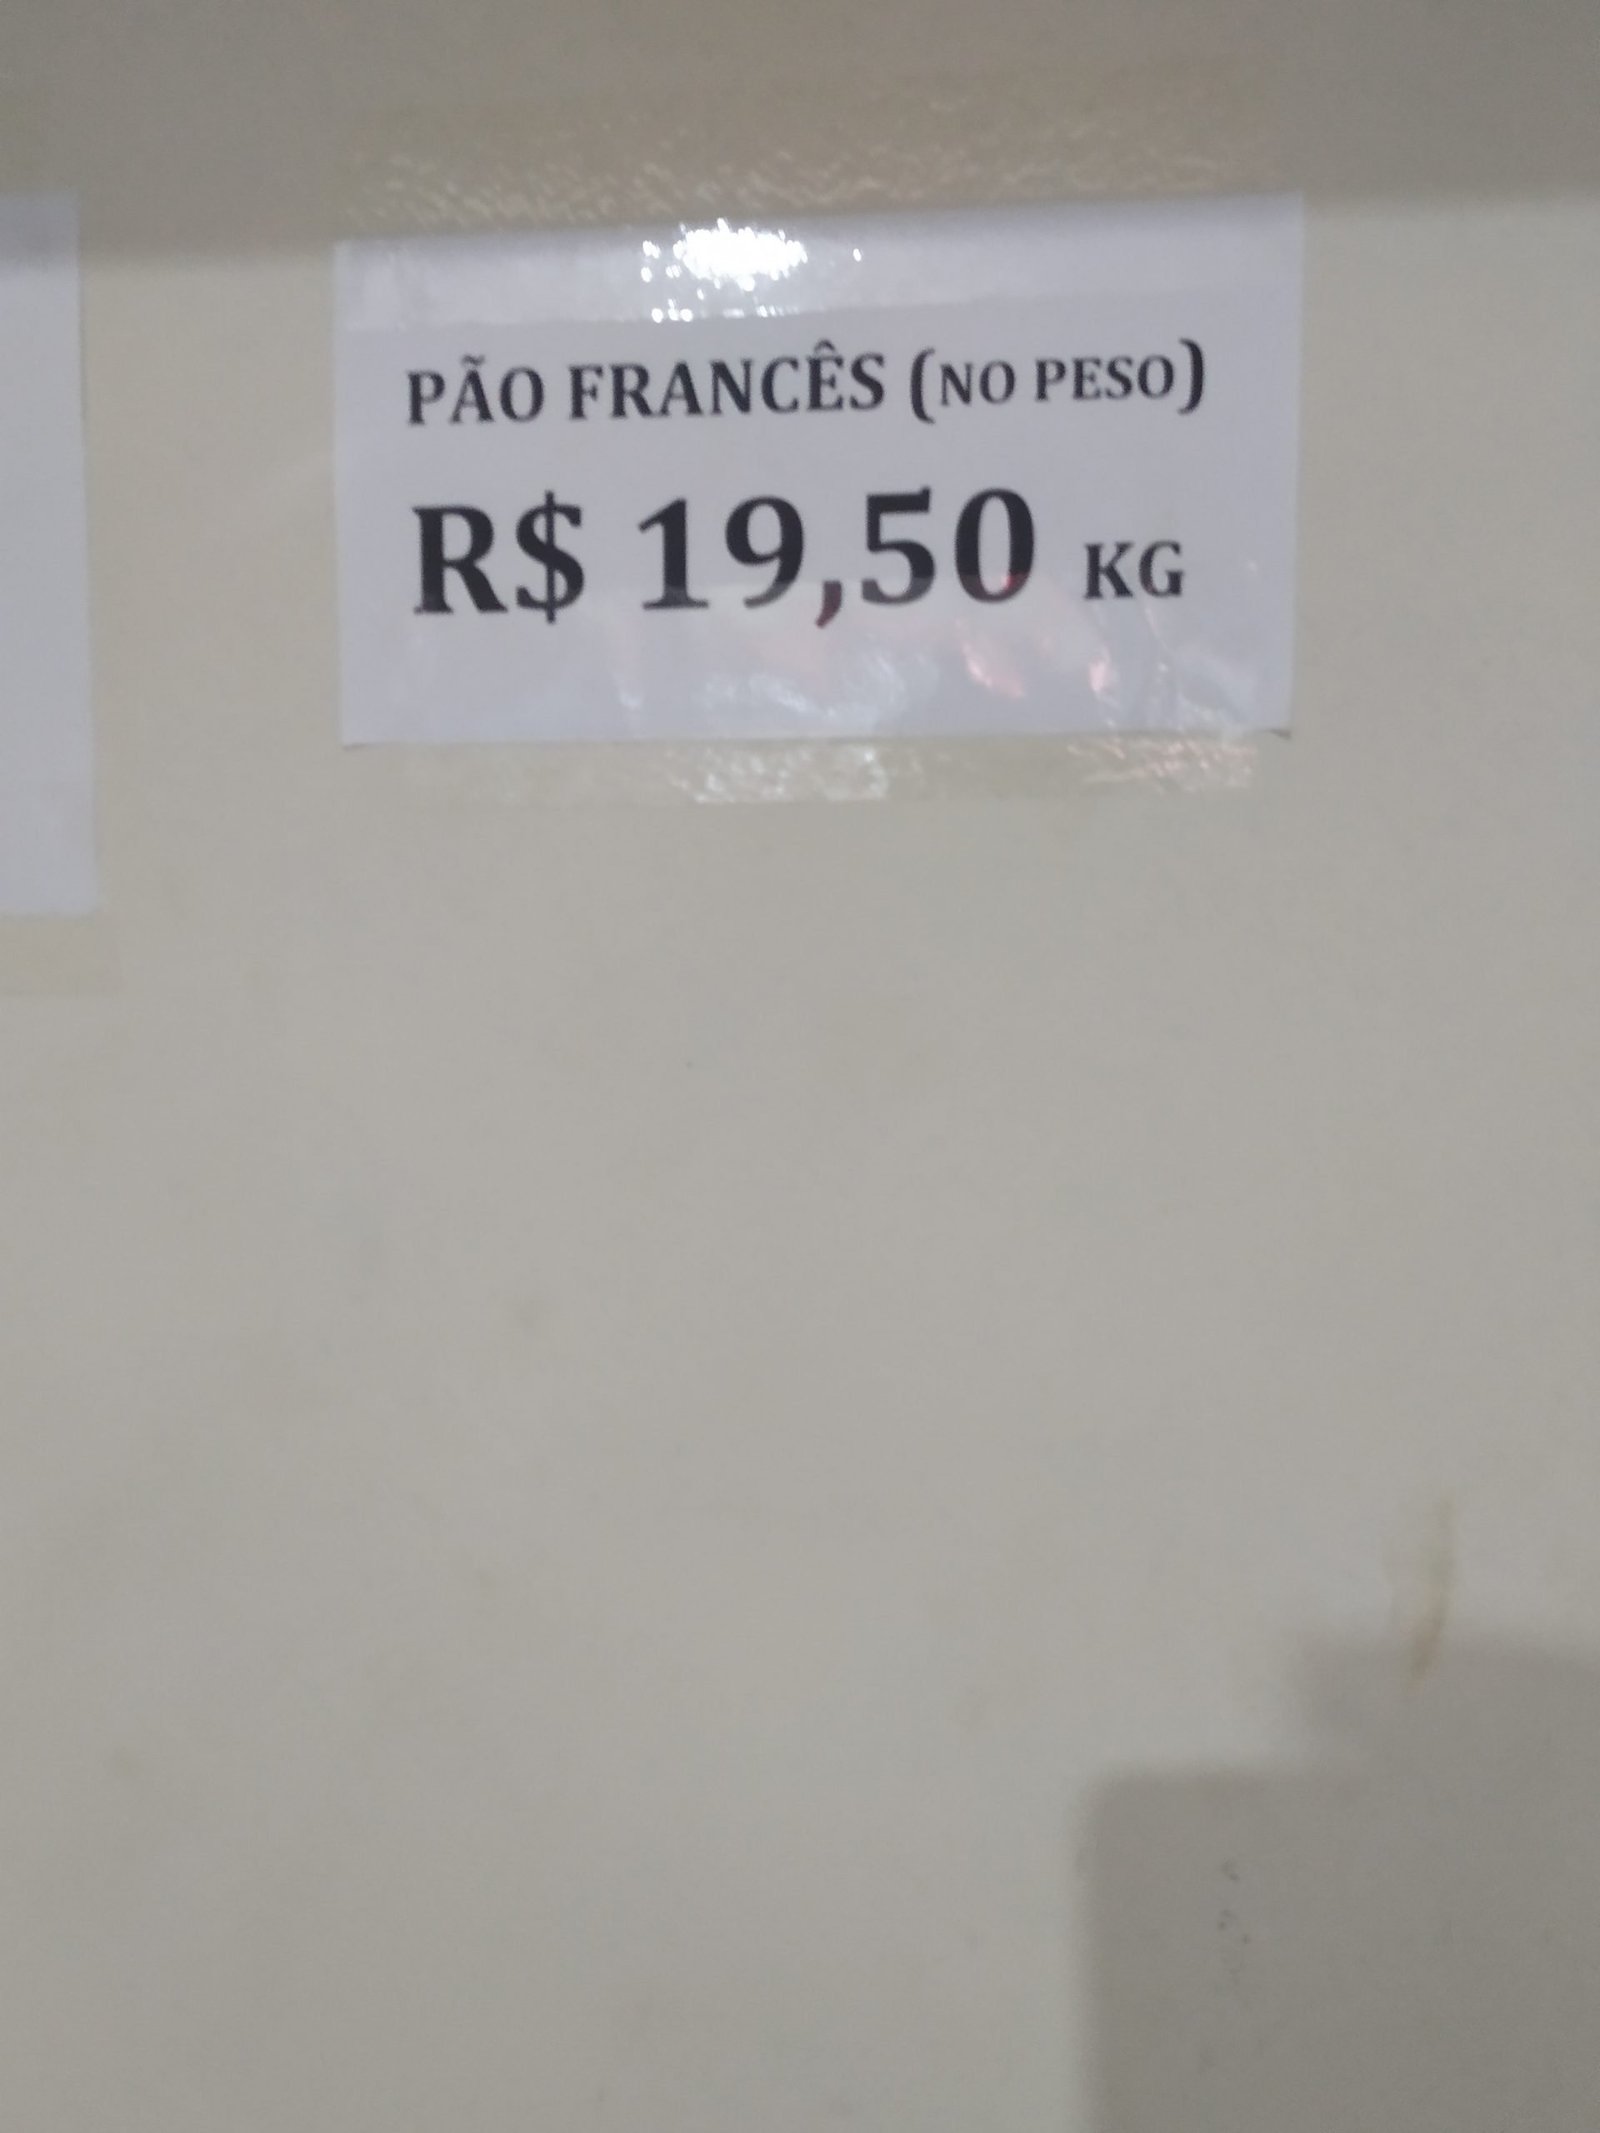 PÃO FRANCÊS (NO PESO)
R$ 19,50 KG